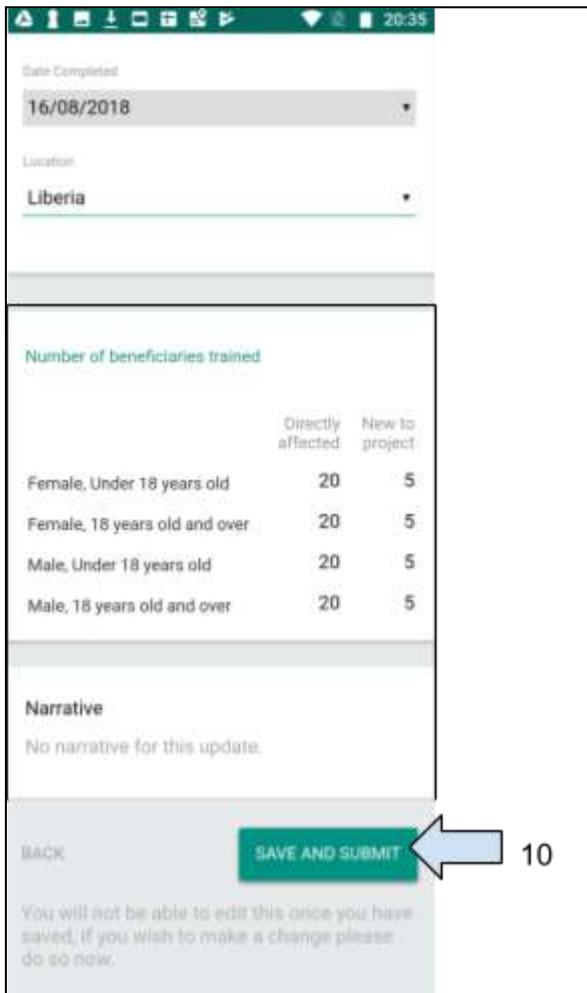 20:35
Date Completed
16/08/2018
Location
Liberia
Number of beneficiaries trained
Directly affected
New to project
Female, Under 18 years old 20 5
Female, 18 years old and over 20 5
Male, Under 18 years old 20 5
Male, 18 years old and over 20 5
Narrative
No narrative for this update.
BACK
SAVE AND SUBMIT
10
You will not be able to edit this once you have
saved, if you wish to make a change please
do so now.